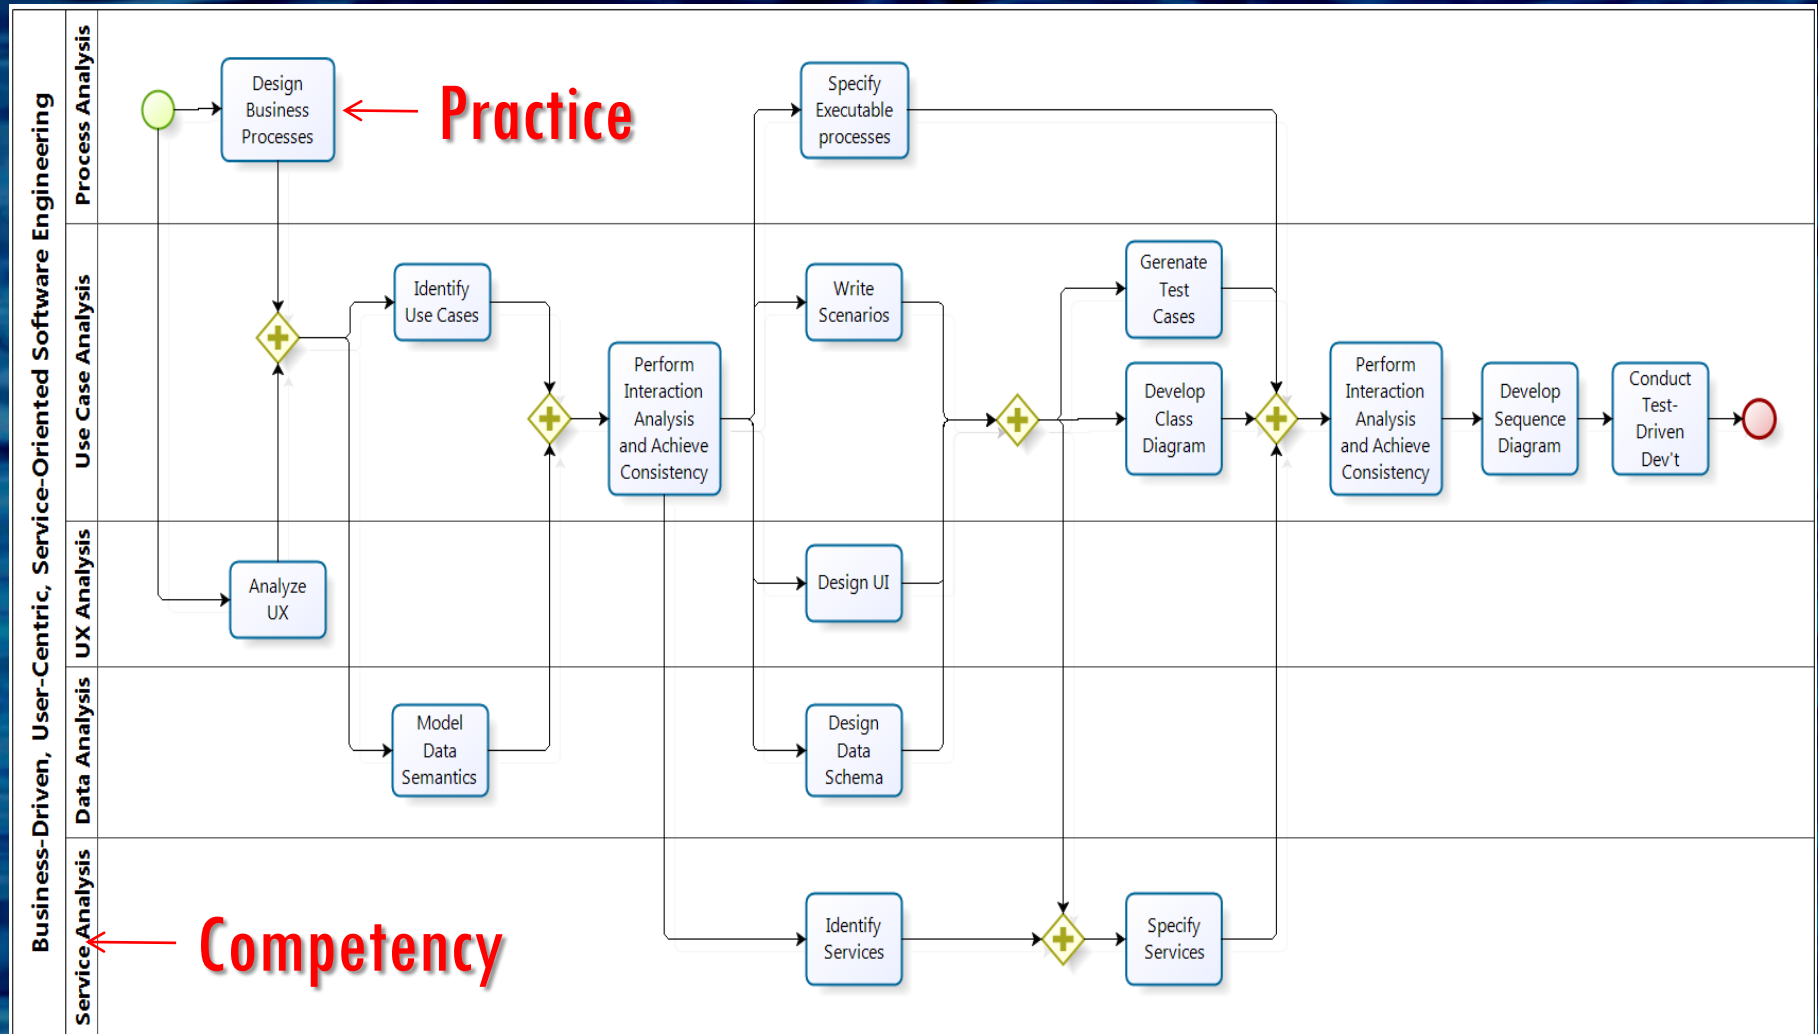 Business-Driven, User-Centric, Service-Oriented Software Engineering
Process Analysis
Design
Business
Processes
Practice
Specify
Executable
processes
Use Case Analysis
Identify
Use Cases
Perform
Interaction
Analysis
and Achieve
Consistency
Write
Scenarios
Gerenate
Test
Cases
Develop
Class
Diagram
Perform
Interaction
Analysis
and Achieve
Consistency
Develop
Sequence
Diagram
Conduct
Test-
Driven
Dev't
UX Analysis
Analyze
UX
Design UI
Data Analysis
Model
Data
Semantics
Design
Data
Schema
Service Analysis
Competency
Identify
Services
Specify
Services